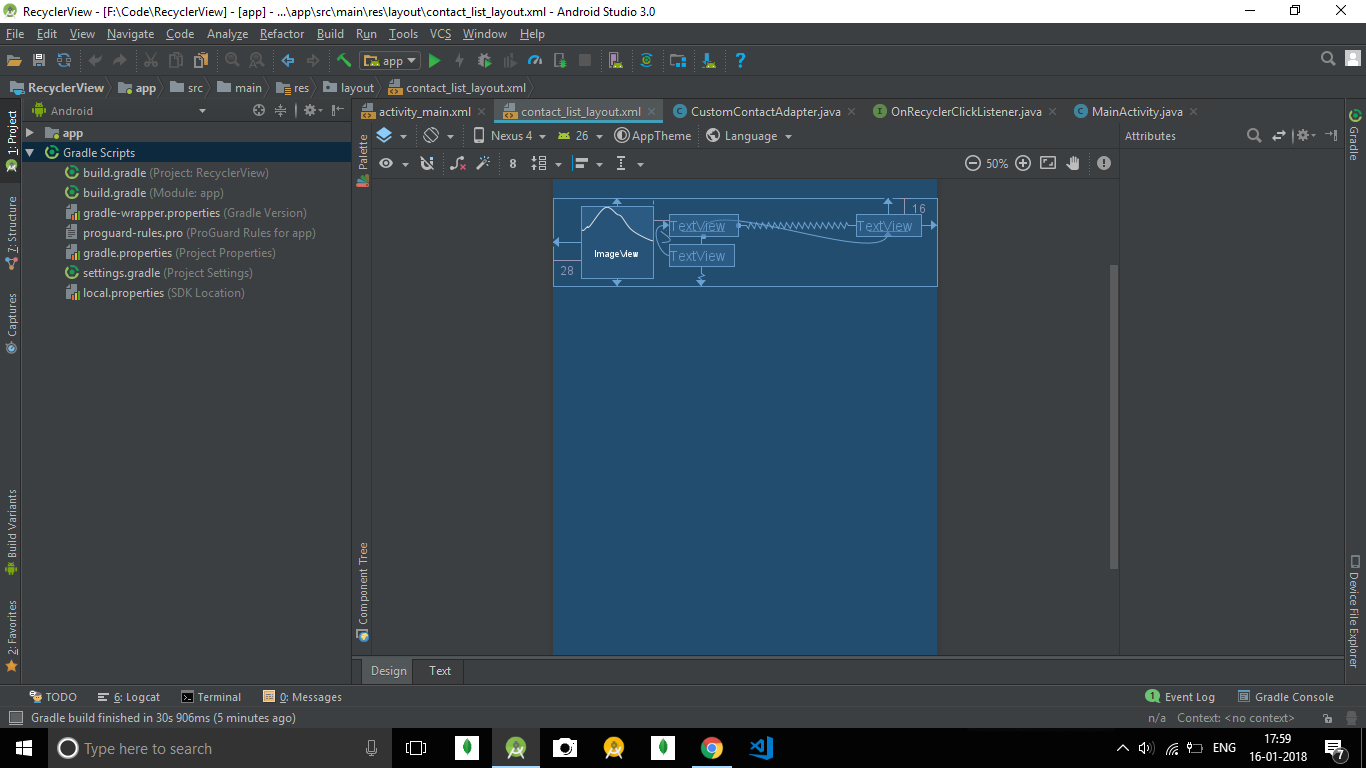 RecyclerView - [F:\Code\RecyclerView] - [app] - ...\app\src\main\res\layout\contact_list_layout.xml - Android Studio 3.0
File Edit View Navigate Code Analyze Refactor Build Run Tools VCS Window Help
app
RecyclerView app src main res layout contact_list_layout.xml
Android
activity_main.xml contact_list_layout.xml CustomContactAdapter.java OnRecyclerClickListener.java MainActivity.java
Nexus 4 26 AppTheme Language
Attributes
8 50%
1: Project
7: Structure
Captures
Build Variants
2: Favorites
app
Gradle Scripts
build.gradle (Project: RecyclerView)
build.gradle (Module: app)
gradle-wrapper.properties (Gradle Version)
proguard-rules.pro (ProGuard Rules for app)
gradle.properties (Project Properties)
settings.gradle (Project Settings)
local.properties (SDK Location)
Palette
Component Tree
16
TextView TextView
ImageView TextView
28
Gradle
Device File Explorer
Design Text
TODO 6: Logcat Terminal 0: Messages 1 Event Log Gradle Console
Gradle build finished in 30s 906ms (5 minutes ago) n/a Context: <no context>
Type here to search
ENG
17:59
16-01-2018
7